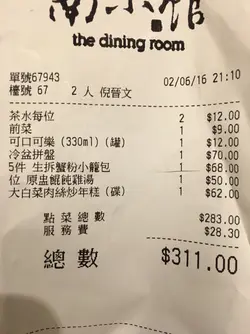 南小館
the dining room
單號67943
檯號 67 2 人 倪晉文 02/06/16 21:10
茶水每位 2 $12.00
前菜 1 $9.00
可口可樂 (330ml) (罐) 1 $12.00
冷盆拼盤 1 $70.00
5件 生拆蟹粉小籠包 1 $68.00
位 原盅餛飩雞湯 1 $50.00
大白菜肉絲炒年糕 (碟) 1 $62.00
點 菜 總 數 $283.00
服 務 費 $28.30
總 數 $311.00